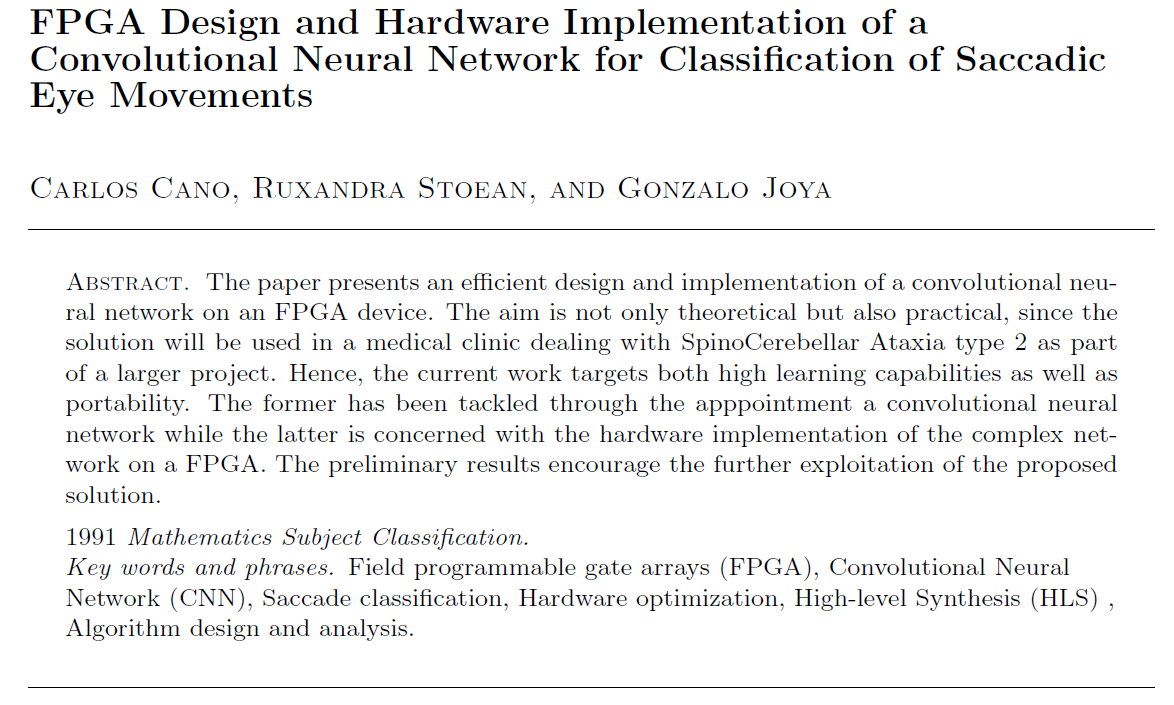 FPGA Design and Hardware Implementation of a
Convolutional Neural Network for Classification of Saccadic
Eye Movements
Carlos Cano, Ruxandra Stoean, and Gonzalo Joya
Abstract. The paper presents an efficient design and implementation of a convolutional neu-
ral network on an FPGA device. The aim is not only theoretical but also practical, since the
solution will be used in a medical clinic dealing with SpinoCerebellar Ataxia type 2 as part
of a larger project. Hence, the current work targets both high learning capabilities as well as
portability. The former has been tackled through the apppointment a convolutional neural
network while the latter is concerned with the hardware implementation of the complex net-
work on a FPGA. The preliminary results encourage the further exploitation of the proposed
solution.
1991 Mathematics Subject Classification.
Key words and phrases. Field programmable gate arrays (FPGA), Convolutional Neural
Network (CNN), Saccade classification, Hardware optimization, High-level Synthesis (HLS) ,
Algorithm design and analysis.